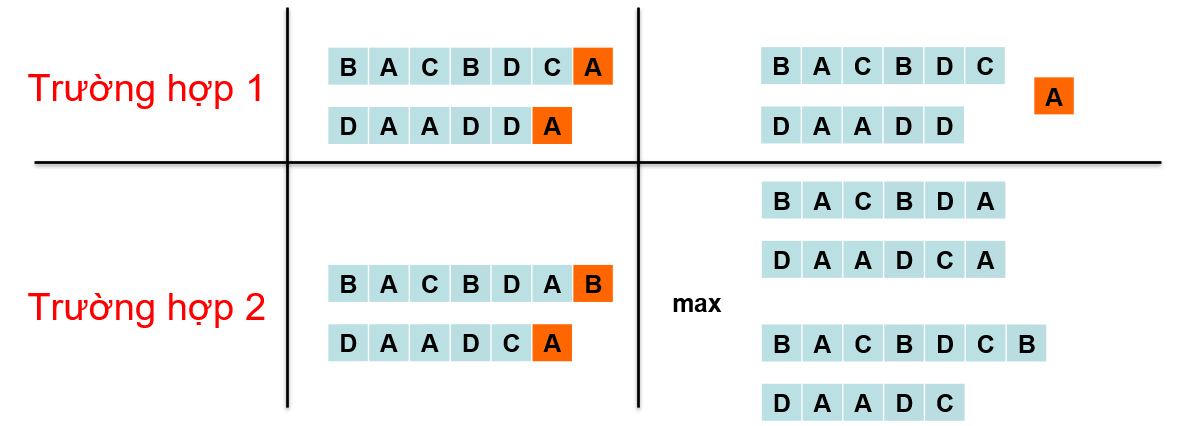 Trường hợp 1
B A C B D C A
D A A D D A
B A C B D C
D A A D D
A
Trường hợp 2
B A C B D A B
D A A D C A
max
B A C B D A
D A A D C A
B A C B D C B
D A A D C